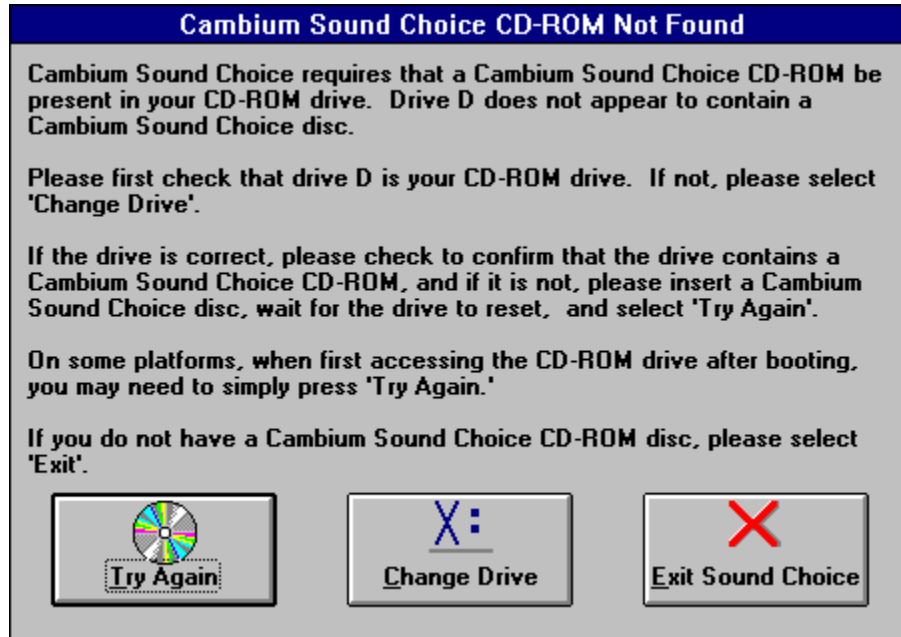 Cambium Sound Choice CD-ROM Not Found
Cambium Sound Choice requires that a Cambium Sound Choice CD-ROM be
present in your CD-ROM drive.  Drive D does not appear to contain a
Cambium Sound Choice disc.
Please first check that drive D is your CD-ROM drive.  If not, please select
'Change Drive'.
If the drive is correct, please check to confirm that the drive contains a
Cambium Sound Choice CD-ROM, and if it is not, please insert a Cambium
Sound Choice disc, wait for the drive to reset,  and select 'Try Again'.
On some platforms, when first accessing the CD-ROM drive after booting,
you may need to simply press 'Try Again.'
If you do not have a Cambium Sound Choice CD-ROM disc, please select
'Exit'.
X:
Try Again
Change Drive
Exit Sound Choice